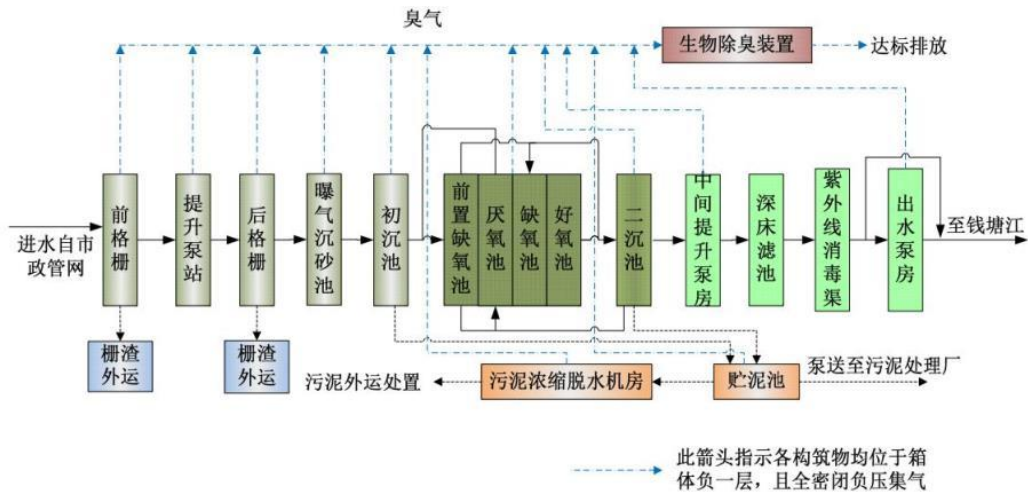 臭气
生物除臭装置
达标排放
进水自市
政管网
前格栅
提升泵站
后格栅
曝气沉砂池
初沉池
前置缺氧池
厌氧池
缺氧池
好氧池
二沉池
中间提升泵房
深床滤池
紫外线消毒渠
出水泵房
至钱塘江
栅渣
外运
栅渣
外运
污泥外运处置
污泥浓缩脱水机房
贮泥池
泵送至污泥处理厂
此箭头指示各构筑物均位于箱
体负一层，且全密闭负压集气